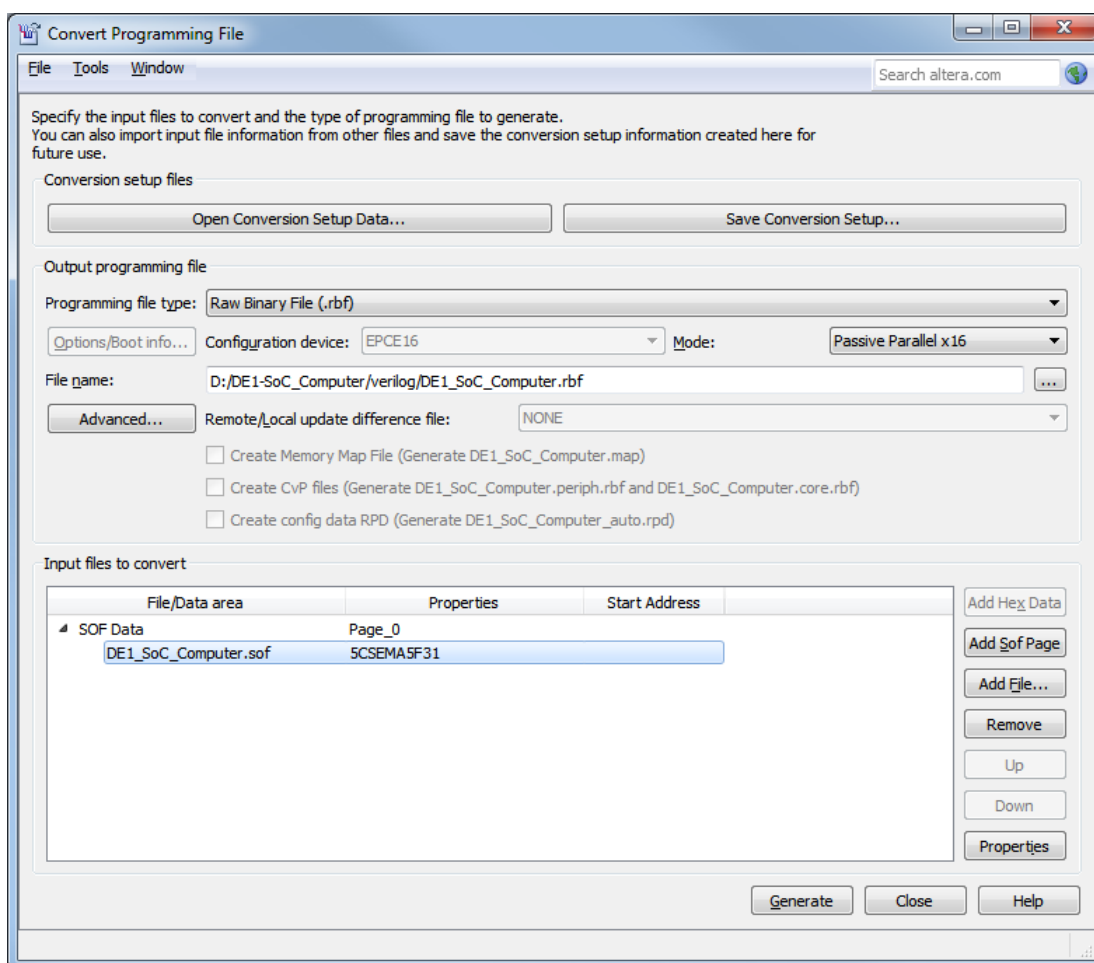 Convert Programming File
File Tools Window
Search altera.com
Specify the input files to convert and the type of programming file to generate.
You can also import input file information from other files and save the conversion setup information created here for
future use.
Conversion setup files
Open Conversion Setup Data... Save Conversion Setup...
Output programming file
Programming file type: Raw Binary File (.rbf)
Options/Boot info... Configuration device: EPCE16 Mode: Passive Parallel x16
File name: D:/DE1-SoC_Computer/verilog/DE1_SoC_Computer.rbf ...
Advanced... Remote/Local update difference file: NONE
Create Memory Map File (Generate DE1_SoC_Computer.map)
Create CvP files (Generate DE1_SoC_Computer.periph.rbf and DE1_SoC_Computer.core.rbf)
Create config data RPD (Generate DE1_SoC_Computer_auto.rpd)
Input files to convert
File/Data area Properties Start Address
SOF Data Page_0
DE1_SoC_Computer.sof 5CSEMA5F31
Add Hex Data
Add Sof Page
Add File...
Remove
Up
Down
Properties
Generate Close Help